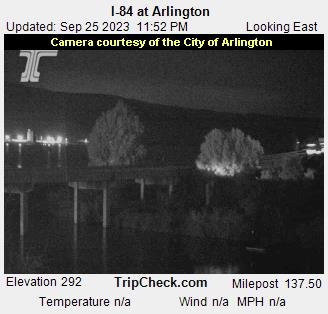 I-84 at Arlington
Updated: Sep 25 2023 11:52 PM Looking East
Camera courtesy of the City of Arlington
Elevation 292 TripCheck.com Milepost 137.50
Temperature n/a Wind n/a MPH n/a